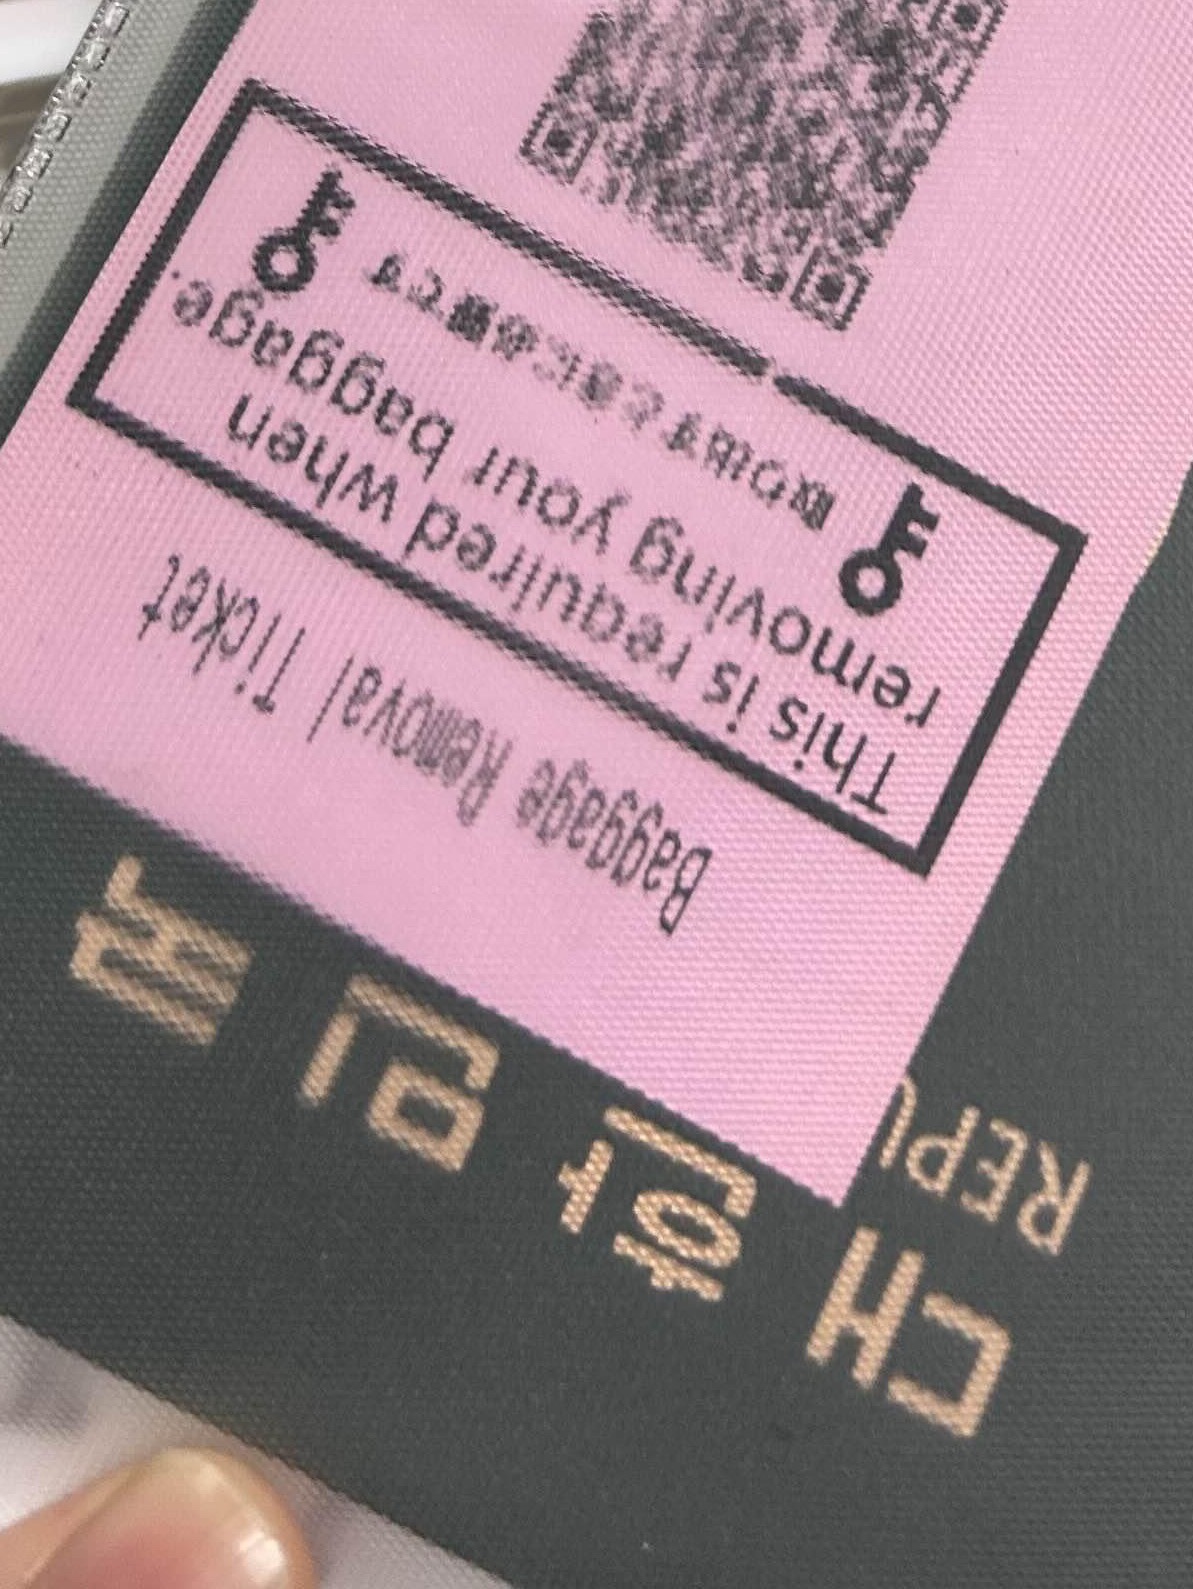 대한민국
REPU
Baggage Removal Ticket
This is required when
removing your baggage.